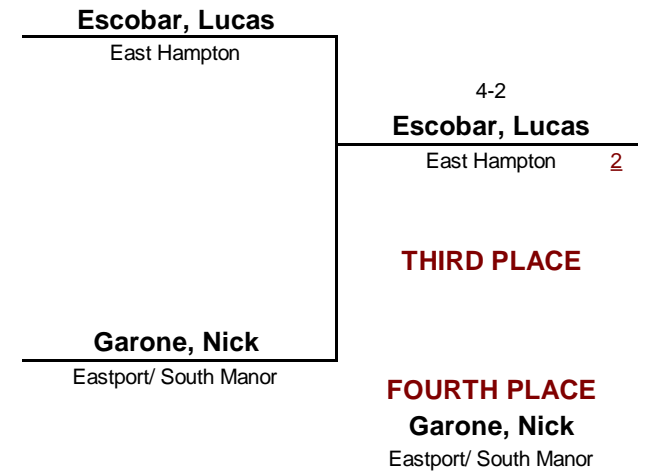 Escobar, Lucas
East Hampton
4-2
Escobar, Lucas
East Hampton 2
THIRD PLACE
Garone, Nick
Eastport/ South Manor
FOURTH PLACE
Garone, Nick
Eastport/ South Manor